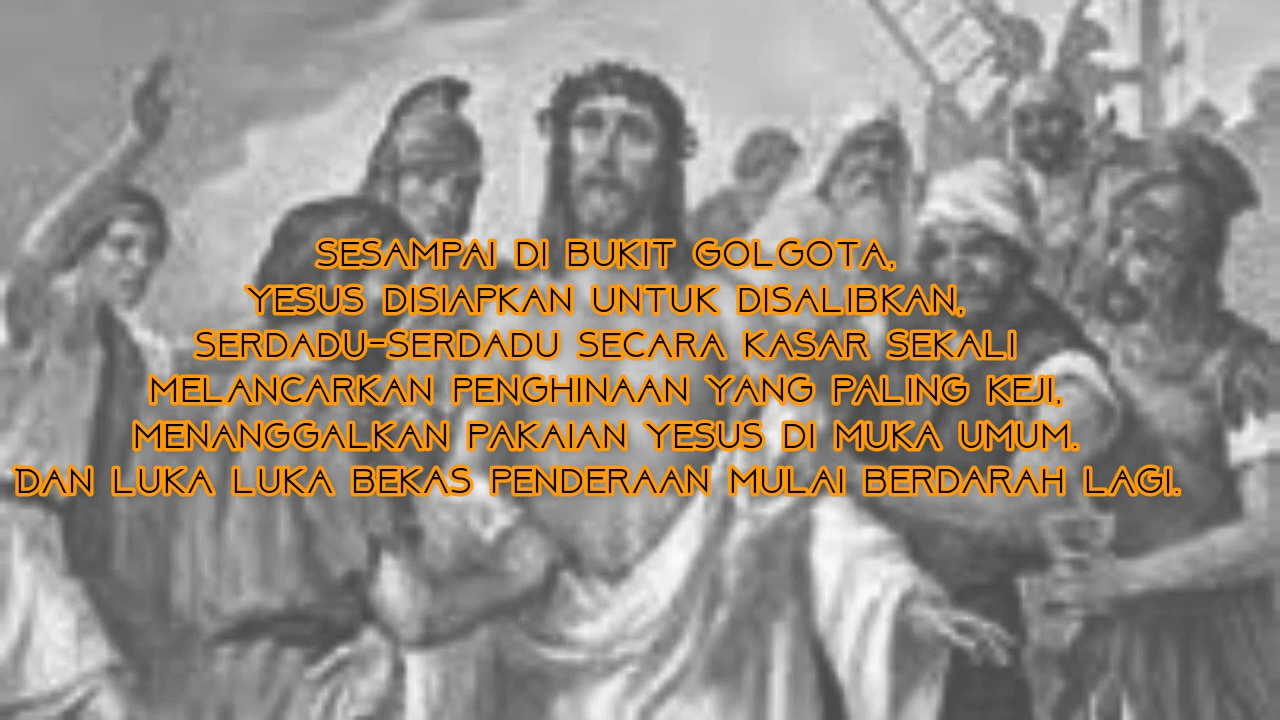 SESAMPAI DI BUKIT GOLGOTA,
YESUS DISIAPKAN UNTUK DISALIBKAN,
SERDADU-SERDADU SECARA KASAR SEKALI
MELANCARKAN PENGHINAAN YANG PALING KEJI,
MENANGGALKAN PAKAIAN YESUS DI MUKA UMUM.
DAN LUKA LUKA BEKAS PENDERAAN MULAI BERDARAH LAGI.